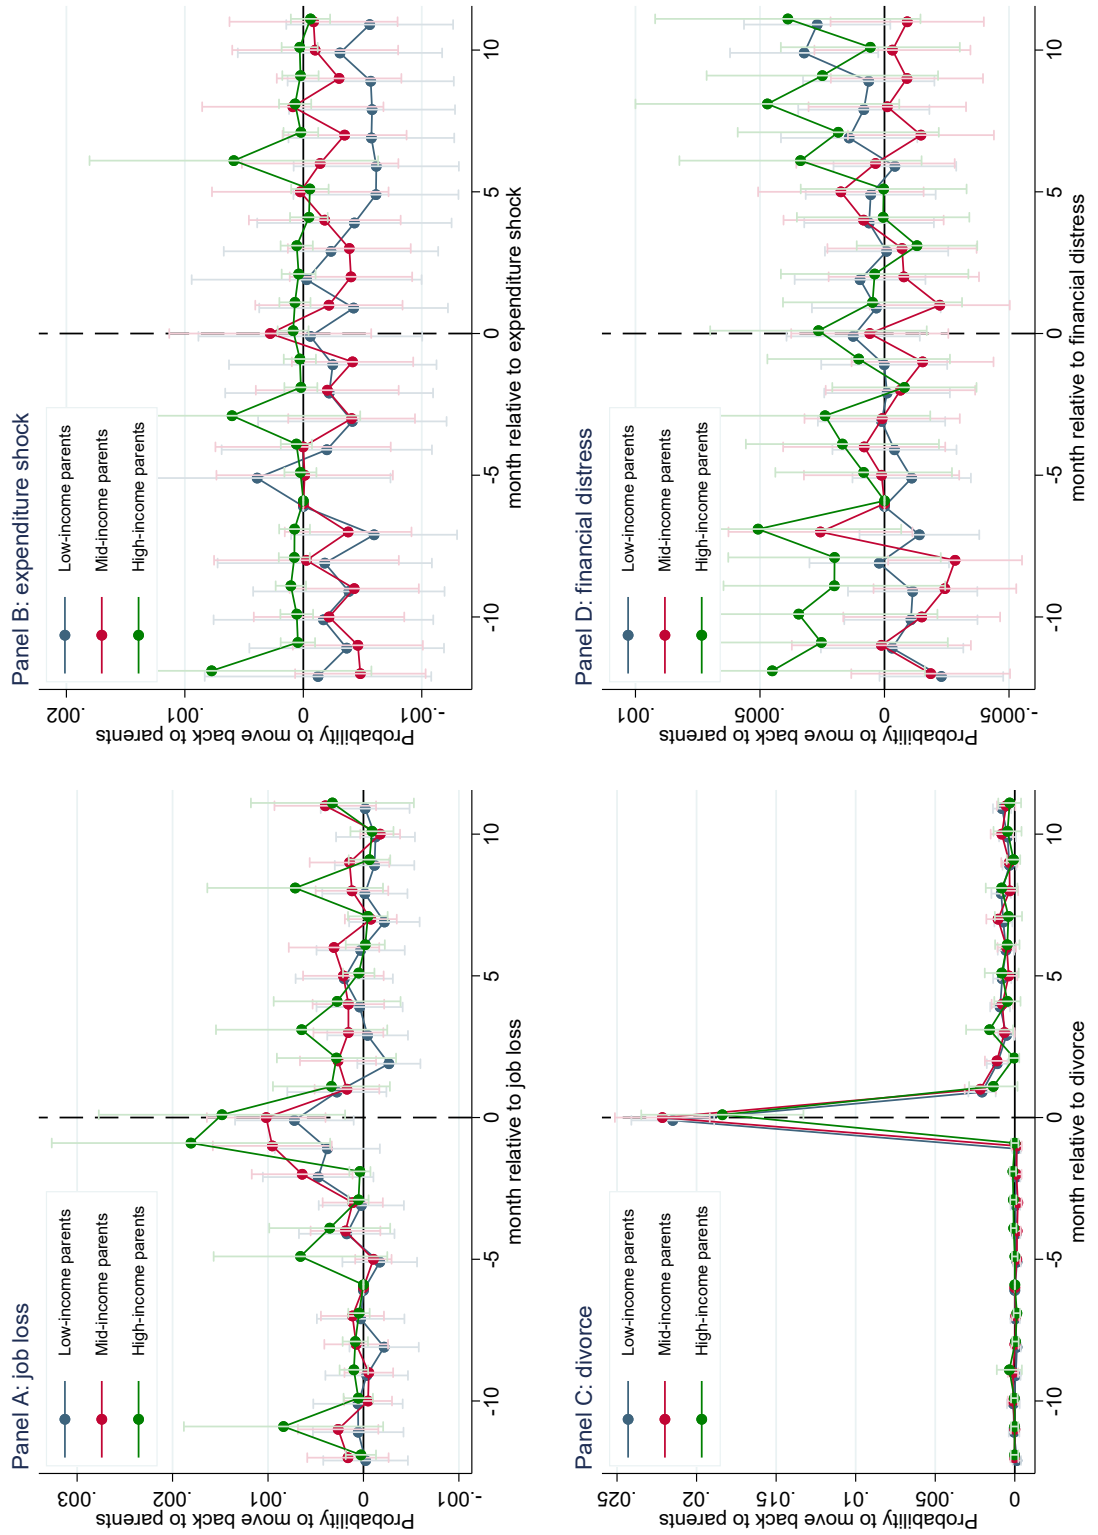 Panel A: job loss
Probability to move back to parents
.003
.002
.001
0
-.001
Low-income parents
Mid-income parents
High-income parents
-10
-5
0
5
10
month relative to job loss
Panel B: expenditure shock
Probability to move back to parents
.002
.001
0
-.001
Low-income parents
Mid-income parents
High-income parents
-10
-5
0
5
10
month relative to expenditure shock
Panel C: divorce
Probability to move back to parents
.025
.02
.015
.01
.005
0
Low-income parents
Mid-income parents
High-income parents
-10
-5
0
5
10
month relative to divorce
Panel D: financial distress
Probability to move back to parents
.001
.0005
0
-.0005
Low-income parents
Mid-income parents
High-income parents
-10
-5
0
5
10
month relative to financial distress